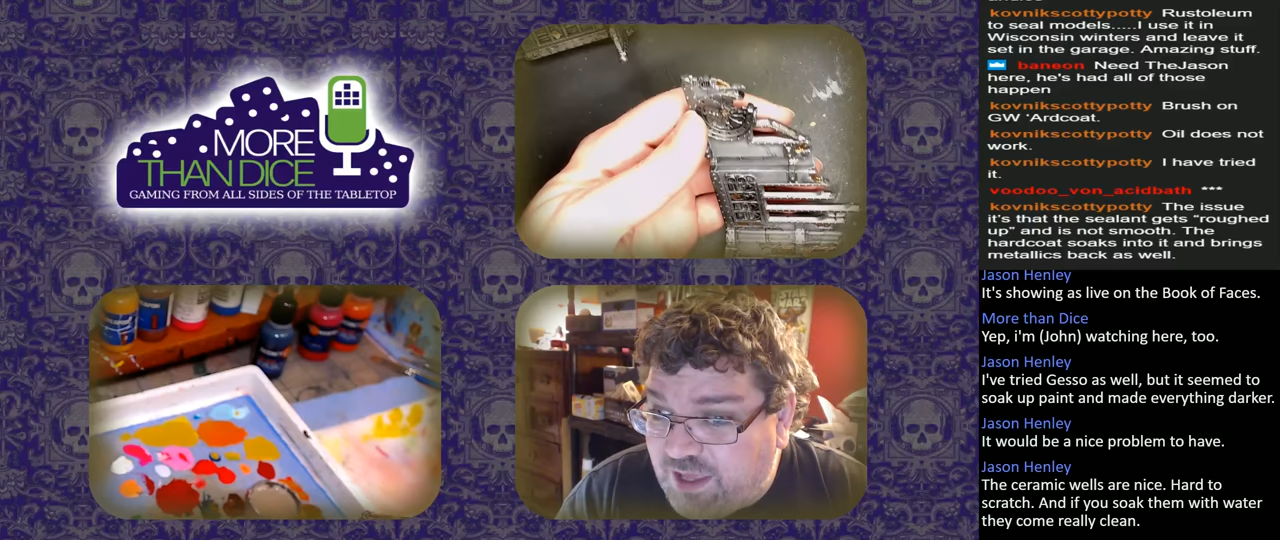 MORE
THAN DICE
GAMING FROM ALL SIDES OF THE TABLETOP
STAR
WARS
kovnikscottypotty Rustoleum
to seal models.....I use it in
Wisconsin winters and leave it
set in the garage. Amazing stuff.
baneon Need TheJason
here, he's had all of those
happen
kovnikscottypotty Brush on
GW 'Ardcoat.
kovnikscottypotty Oil does not
work.
kovnikscottypotty I have tried
it.
voodoo_von_acidbath ***
kovnikscottypotty The issue
it's that the sealant gets "roughed
up" and is not smooth. The
hardcoat soaks into it and brings
metallics back as well.
Jason Henley
It's showing as live on the Book of Faces.
More than Dice
Yep, i'm (John) watching here, too.
Jason Henley
I've tried Gesso as well, but it seemed to
soak up paint and made everything darker.
Jason Henley
It would be a nice problem to have.
Jason Henley
The ceramic wells are nice. Hard to
scratch. And if you soak them with water
they come really clean.